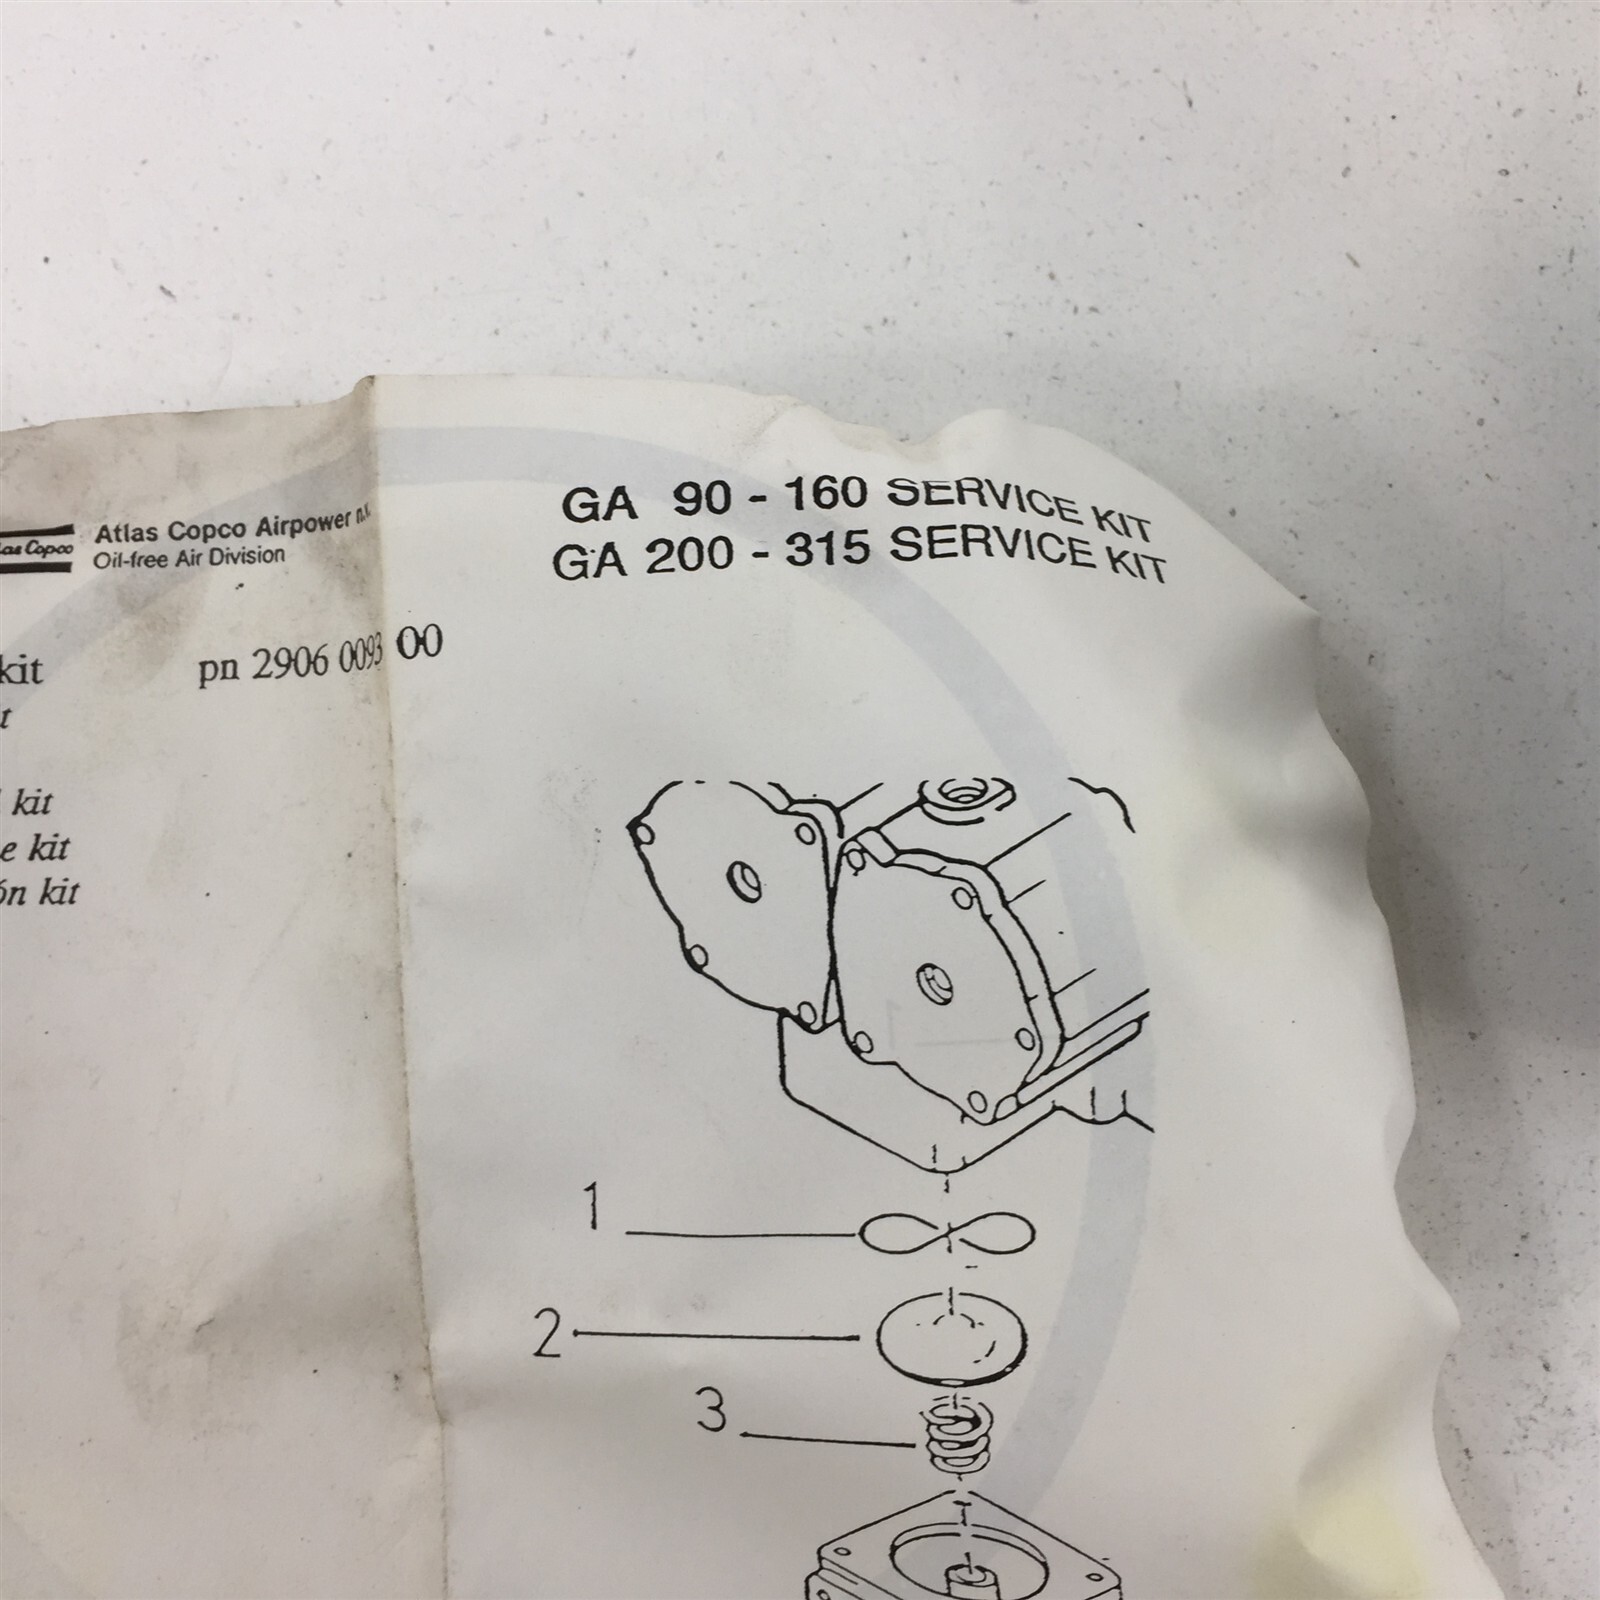 GA 90 - 160 SERVICE KIT
GA 200 - 315 SERVICE KIT
las Copco
Atlas Copco Airpower n.v.
Oil-free Air Division
kit
pn 2906 0093 00
kit
e kit
ón kit
1
2
3